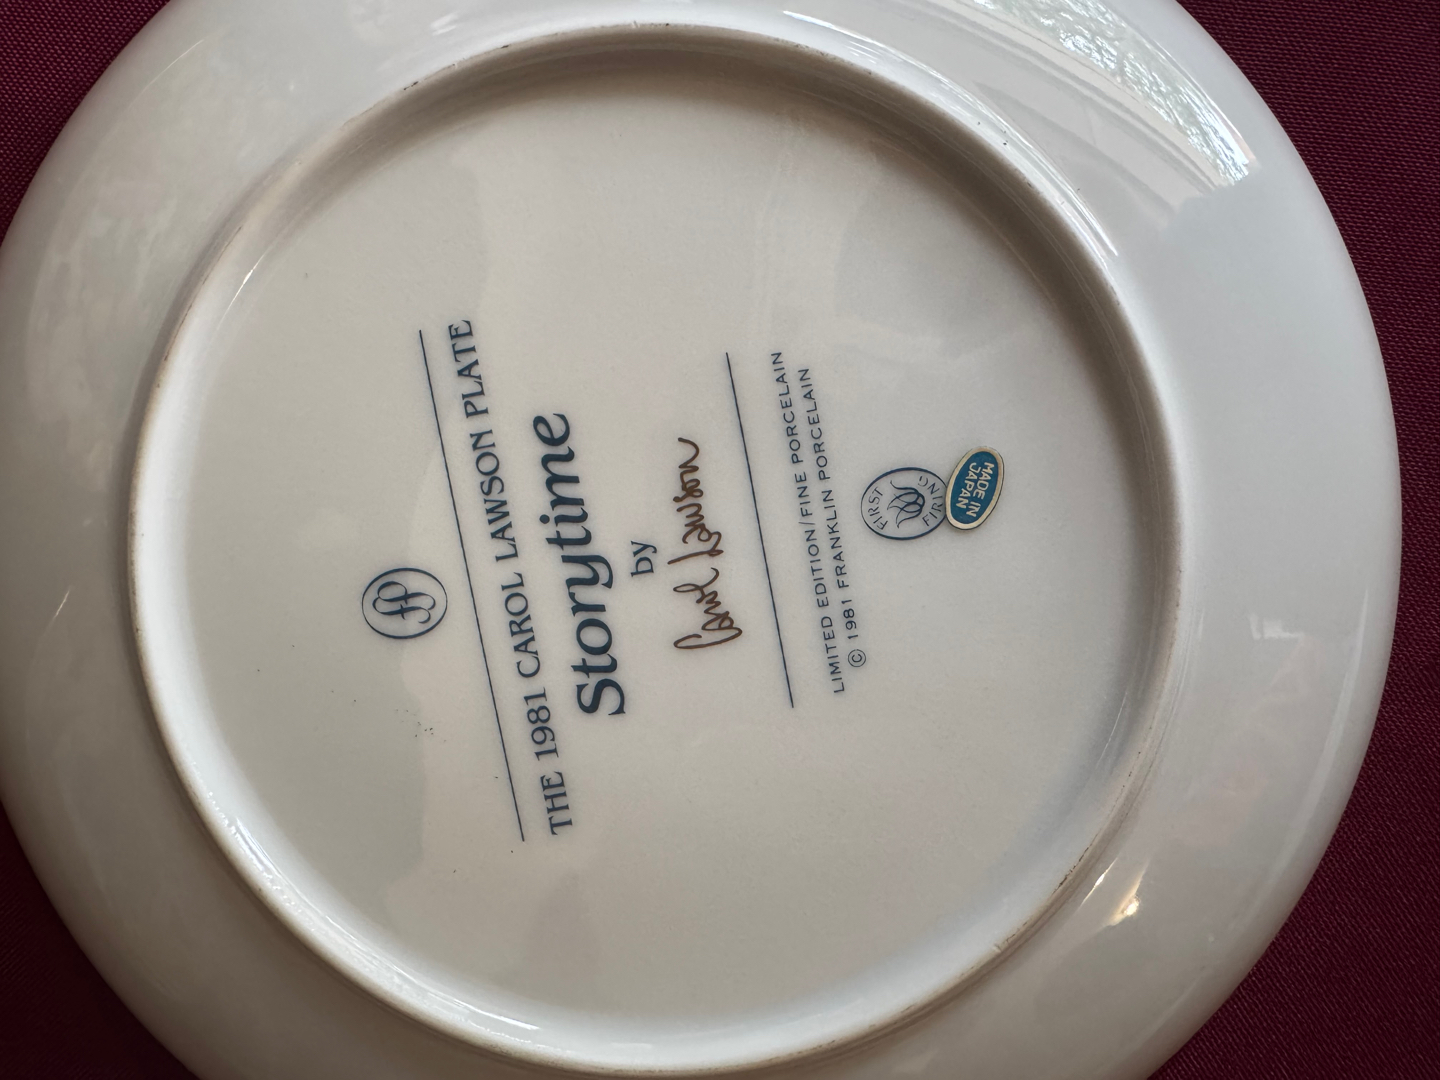 THE 1981 CAROL LAWSON PLATE
Storytime
by
Carol Lawson
LIMITED EDITION/FINE PORCELAIN
© 1981 FRANKLIN PORCELAIN
FIRST
FIRING
MADE IN
JAPAN